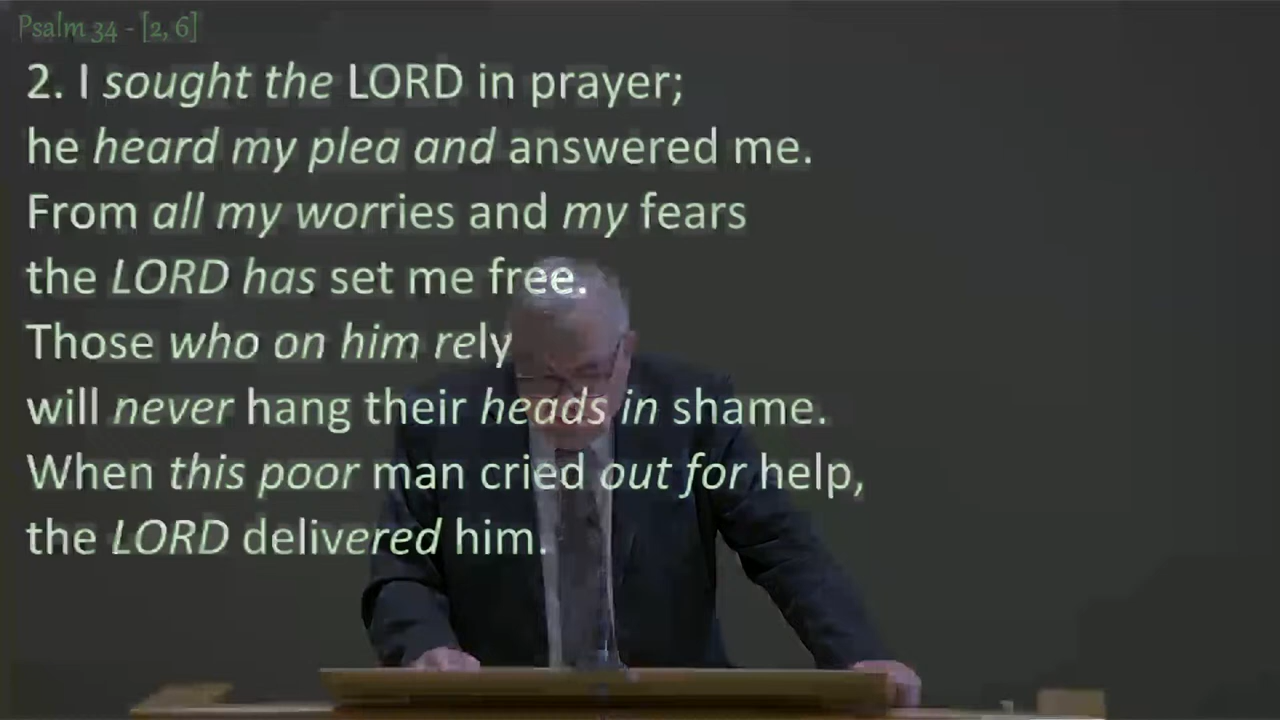 Psalm 34 - [2, 6]
2. I sought the LORD in prayer;
he heard my plea and answered me.
From all my worries and my fears
the LORD has set me free.
Those who on him rely
will never hang their heads in shame.
When this poor man cried out for help,
the LORD delivered him.